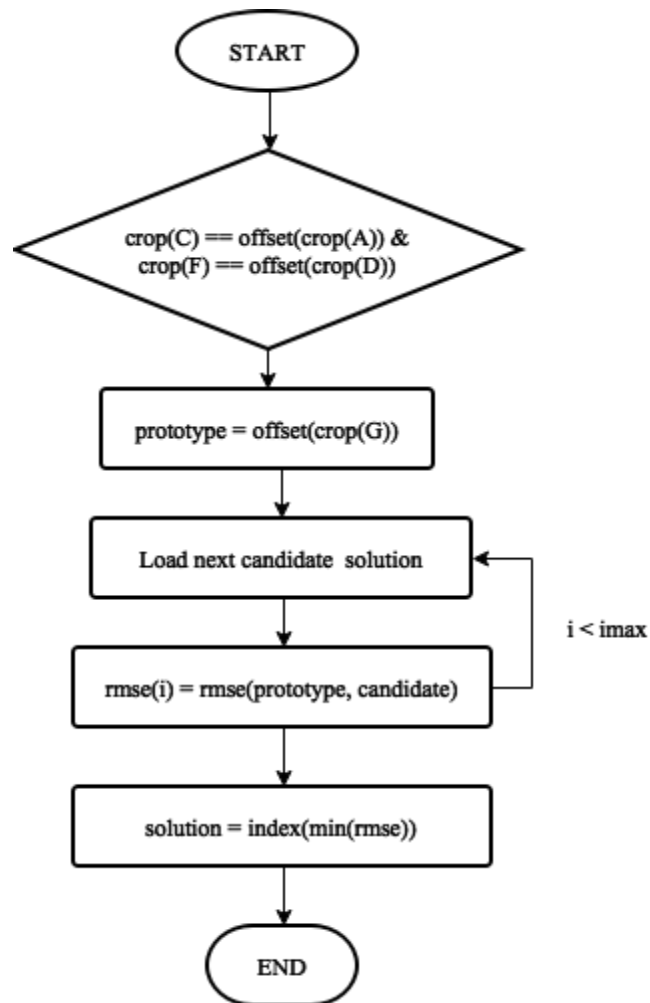 START
crop(C) == offset(crop(A)) &
crop(F) == offset(crop(D))
prototype = offset(crop(G))
Load next candidate solution
i < imax
rmse(i) = rmse(prototype, candidate)
solution = index(min(rmse))
END